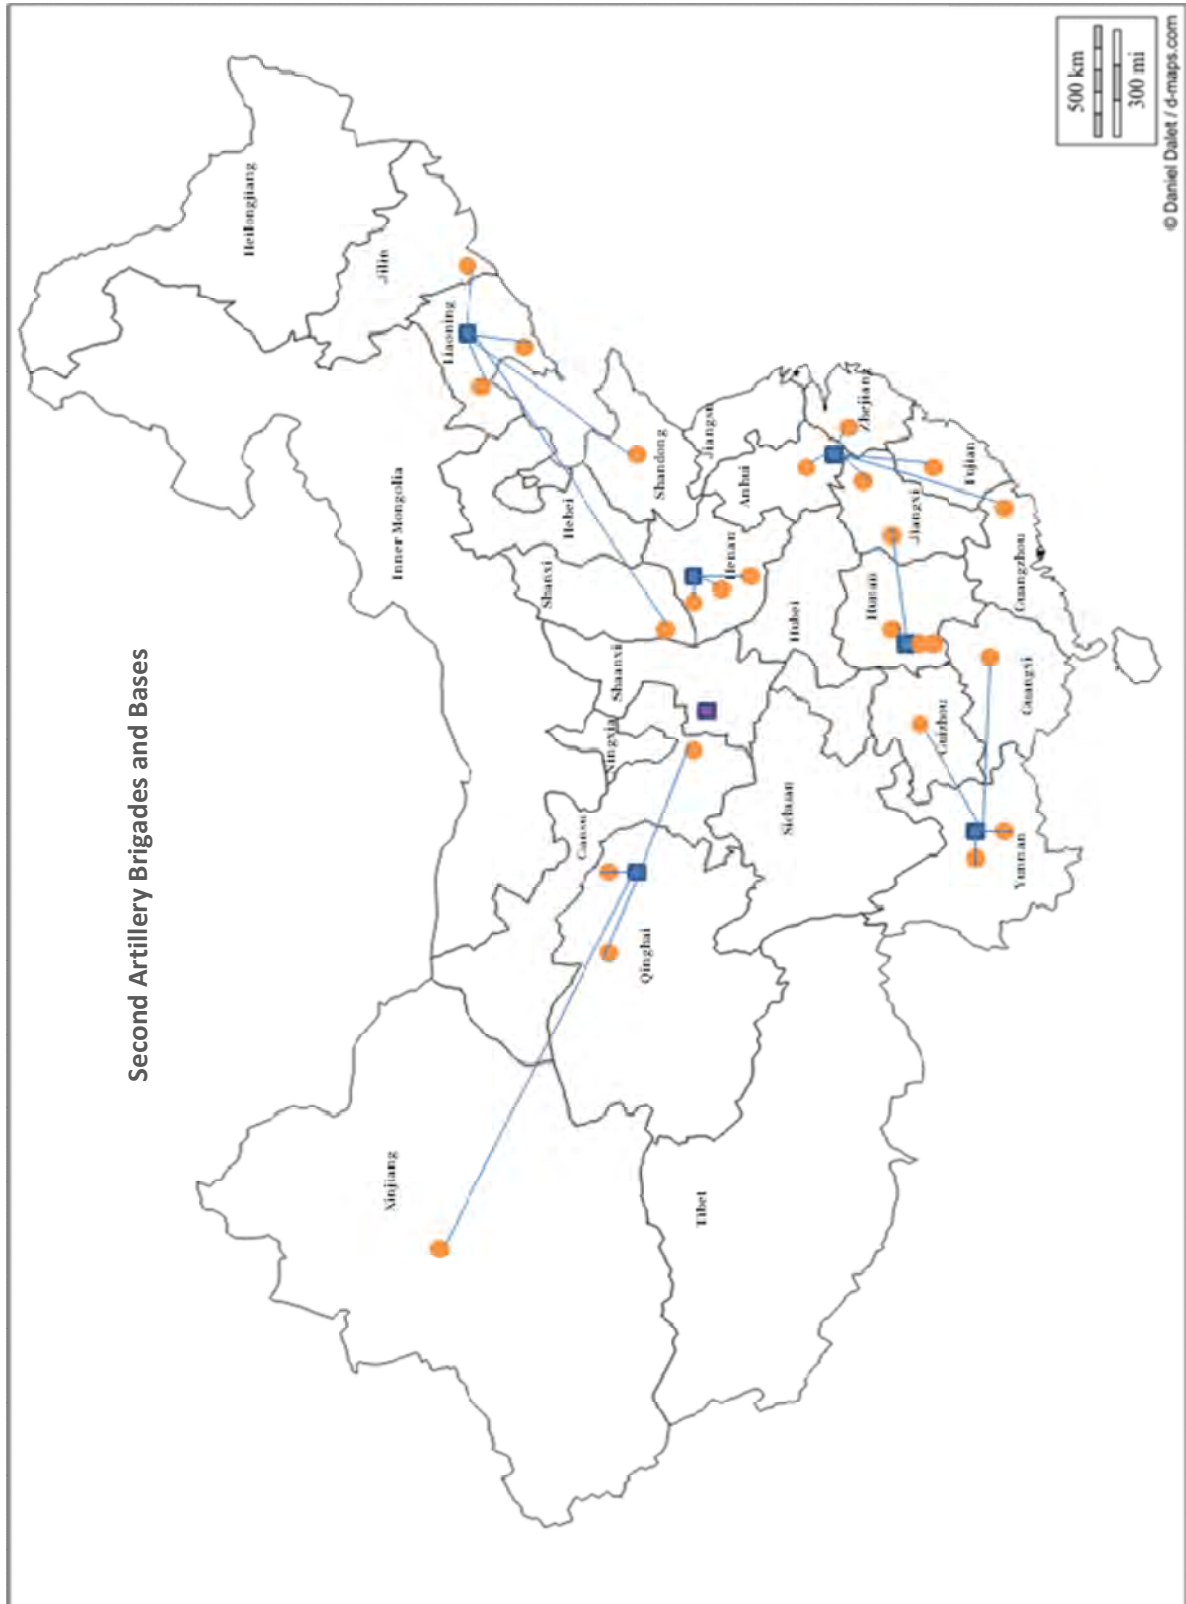 Second Artillery Brigades and Bases
Heilongjiang
Jilin
Liaoning
Inner Mongolia
Xinjiang
Gansu
Ningxia
Shaanxi
Shanxi
Hebei
Shandong
Qinghai
Tibet
Sichuan
Henan
Jiangsu
Anhui
Hubei
Zhejiang
Jiangxi
Hunan
Guizhou
Fujian
Yunnan
Guangxi
Guangzhou
500 km
300 mi
© Daniel Dalet / d-maps.com